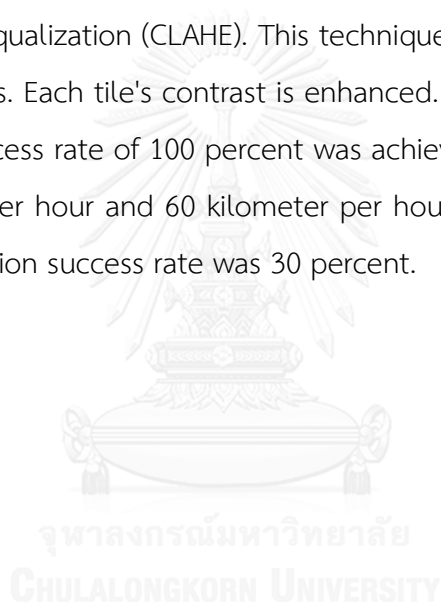 qualization (CLAHE). This technique
s. Each tile's contrast is enhanced.
cess rate of 100 percent was achiev
er hour and 60 kilometer per hou
ion success rate was 30 percent.
จุฬาลงกรณ์มหาวิทยาลัย
CHULALONGKORN UNIVERSITY